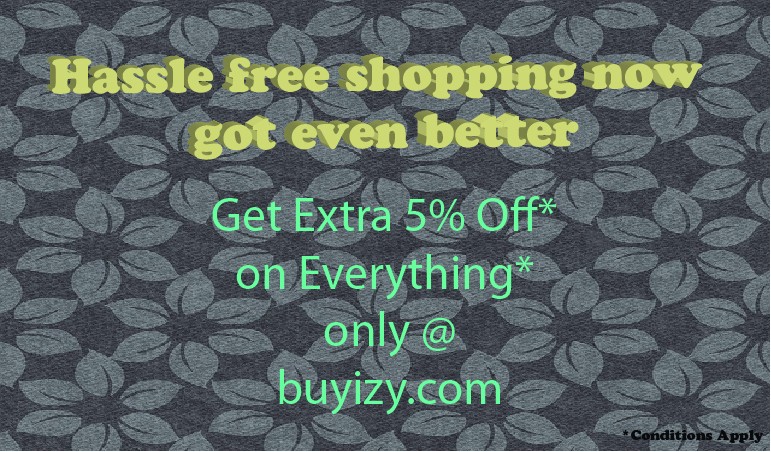 Hassle free shopping now
got even better
Get Extra 5% Off*
on Everything*
only @
buyizy.com
*Conditions Apply